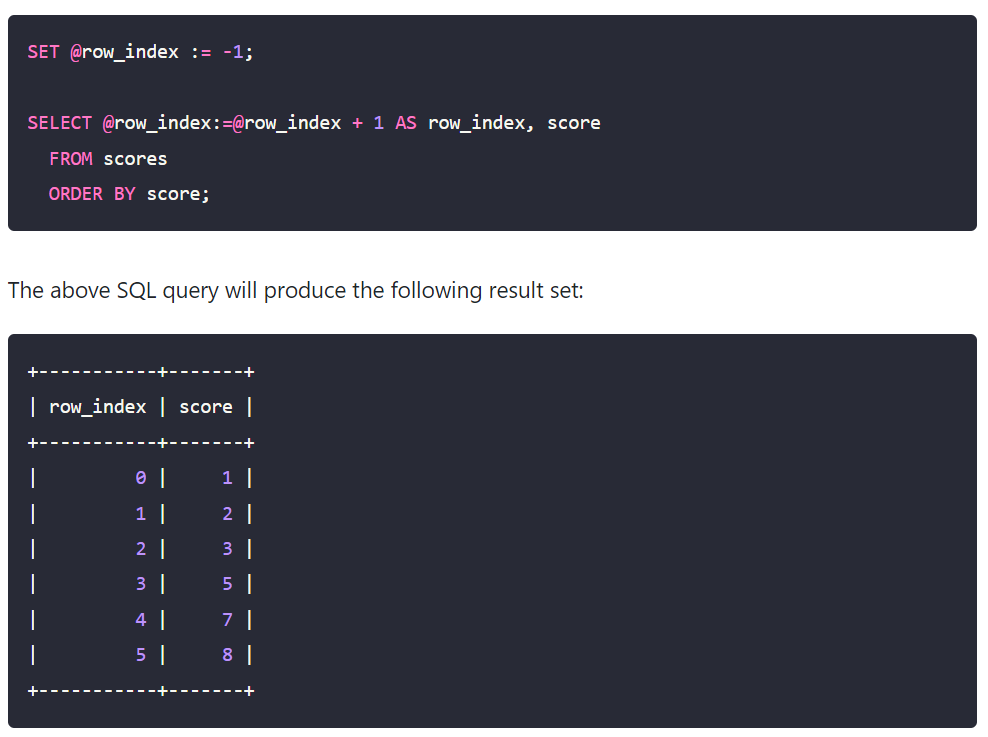 SET @row_index := -1;
SELECT @row_index:=@row_index + 1 AS row_index, score
  FROM scores
  ORDER BY score;
The above SQL query will produce the following result set:
+-----------+-------+
| row_index | score |
+-----------+-------+
|         0 |     1 |
|         1 |     2 |
|         2 |     3 |
|         3 |     5 |
|         4 |     7 |
|         5 |     8 |
+-----------+-------+